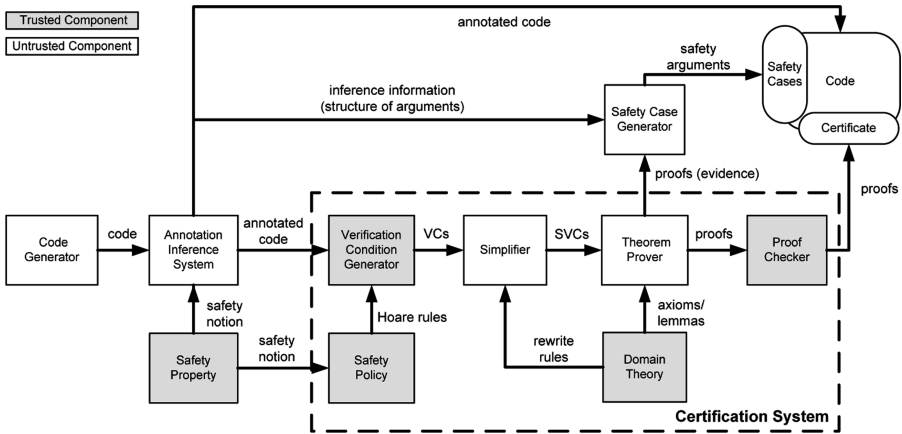 Trusted Component
Untrusted Component
annotated code
safety
arguments
Safety
Cases
Code
Certificate
inference information
(structure of arguments)
Safety Case
Generator
proofs (evidence)
proofs
Code
Generator
code
Annotation
Inference
System
annotated
code
Verification
Condition
Generator
VCs
Simplifier
SVCs
Theorem
Prover
proofs
Proof
Checker
safety
notion
Hoare rules
axioms/
lemmas
Safety
Property
safety
notion
Safety
Policy
rewrite
rules
Domain
Theory
Certification System